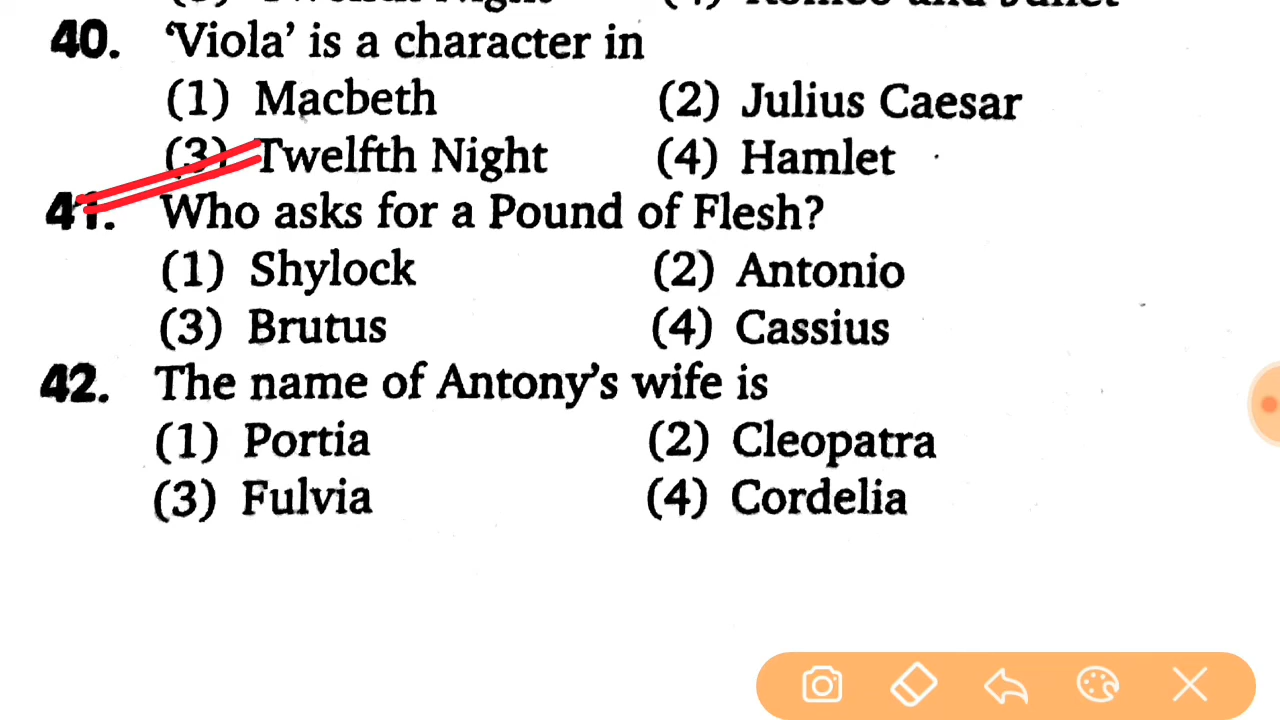 40. ‘Viola’ is a character in
(1) Macbeth (2) Julius Caesar
(3) Twelfth Night (4) Hamlet
41. Who asks for a Pound of Flesh?
(1) Shylock (2) Antonio
(3) Brutus (4) Cassius
42. The name of Antony’s wife is
(1) Portia (2) Cleopatra
(3) Fulvia (4) Cordelia